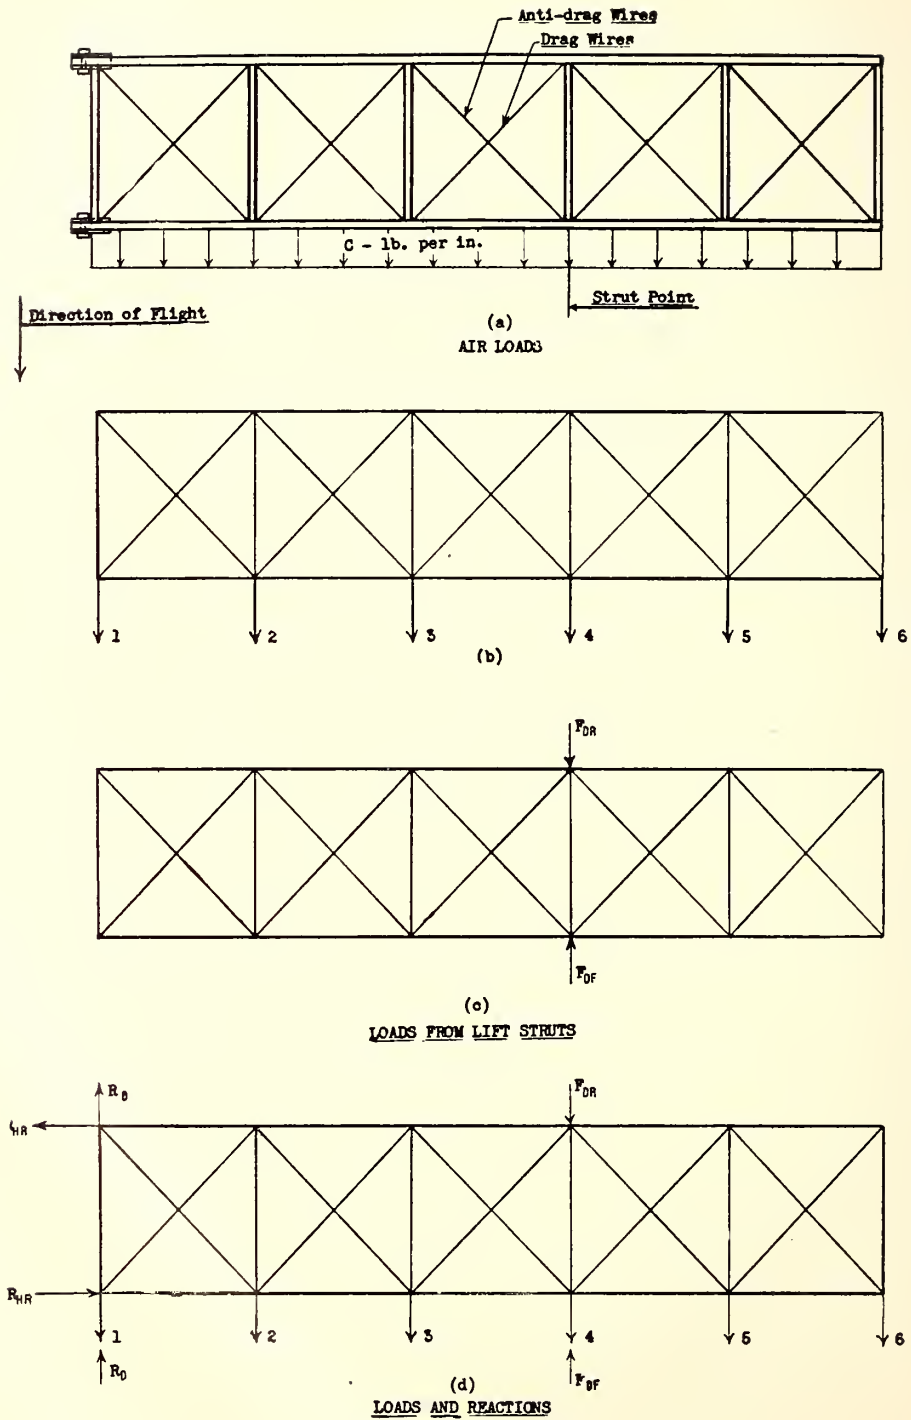 Anti-drag Wires
Drag Wires
C - lb. per in.
Strut Point
Direction of Flight
(a)
AIR LOADS
1 2 3 4 5 6
(b)
F_DR
F_DF
(c)
LOADS FROM LIFT STRUTS
R_D F_DR
R_HR
1 2 3 4 5 6
R_D F_DF
(d)
LOADS AND REACTIONS